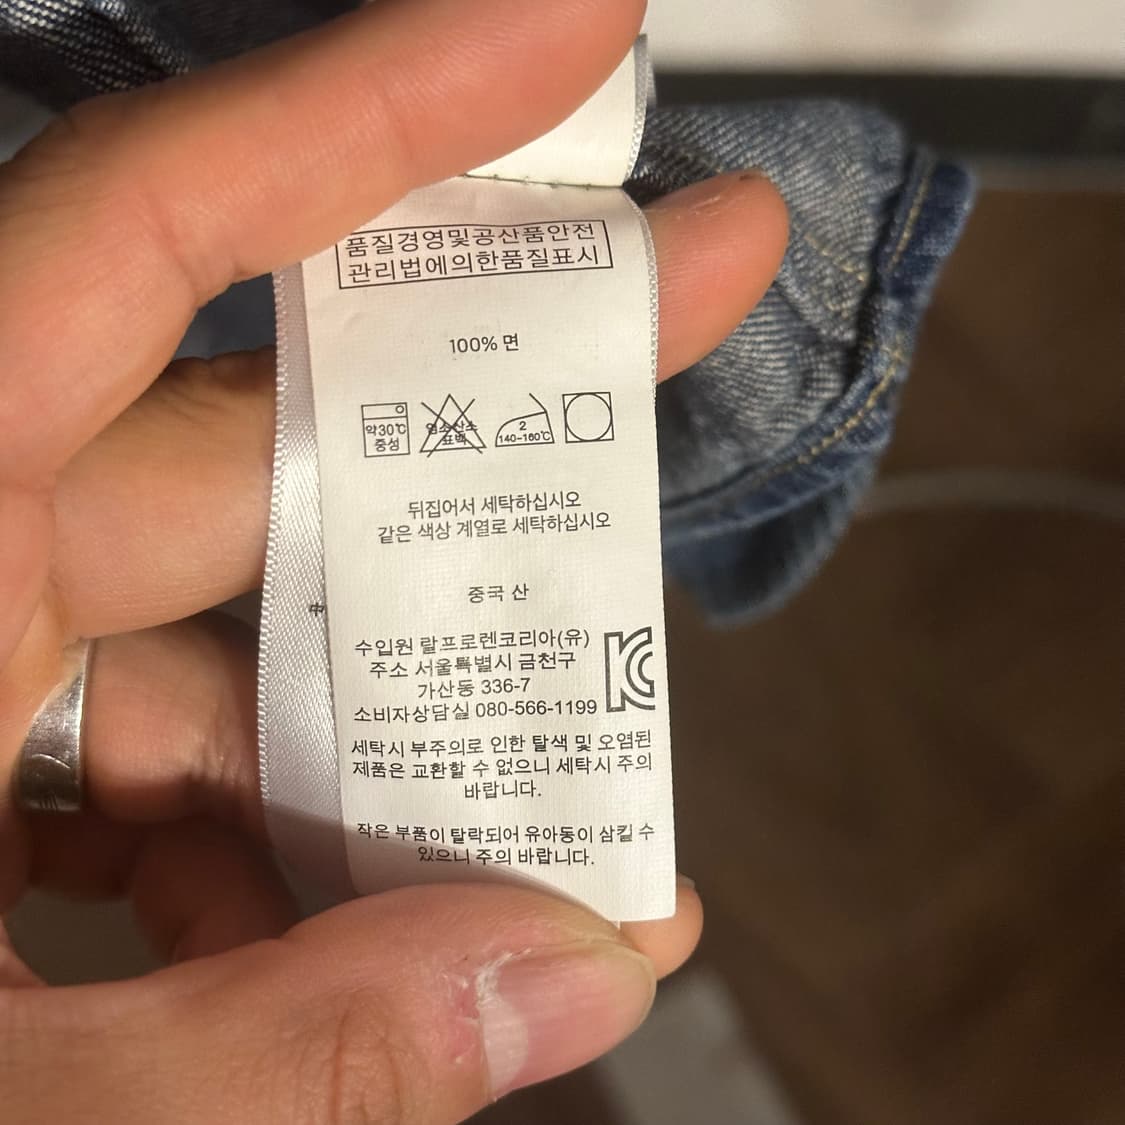 품질경영및공산품안전
관리법에의한품질표시
100% 면
약30℃
중성
염소산소
표백
2
140-160℃
뒤집어서 세탁하십시오
같은 색상 계열로 세탁하십시오
중국 산
中
수입원 랄프로렌코리아(유)
주소 서울특별시 금천구
가산동 336-7
소비자상담실 080-566-1199
세탁시 부주의로 인한 탈색 및 오염된
제품은 교환할 수 없으니 세탁시 주의
바랍니다.
작은 부품이 탈락되어 유아동이 삼킬 수
있으니 주의 바랍니다.